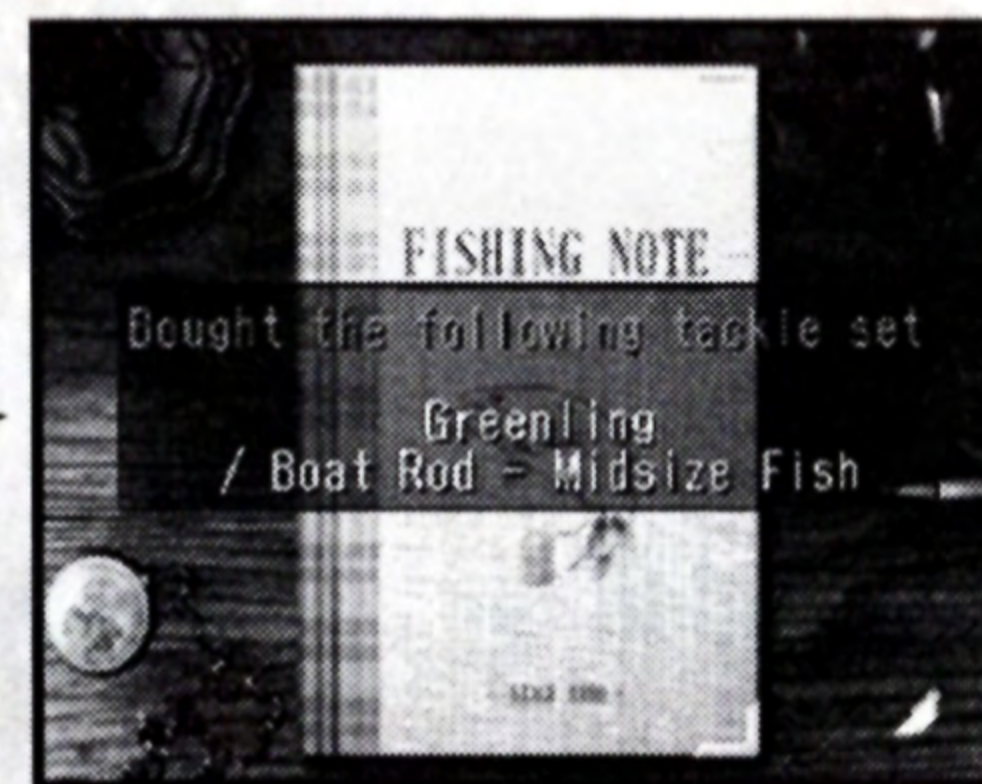 FISHING NOTE
Bought the following tackle set
Greenling
/ Boat Rod - Midsize Fish